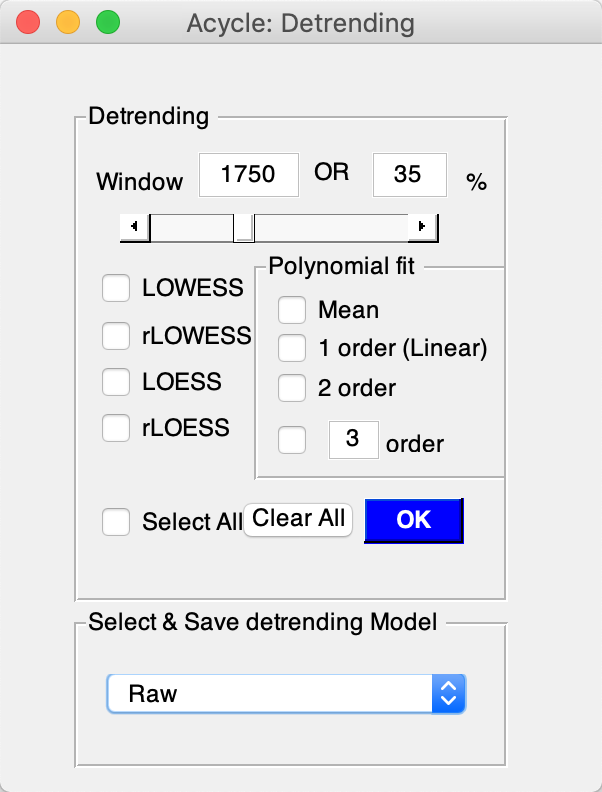 Acycle: Detrending
Detrending
Window 1750 OR 35 %
LOWESS
rLOWESS
LOESS
rLOESS
Polynomial fit
Mean
1 order (Linear)
2 order
3 order
Select All Clear All OK
Select & Save detrending Model
Raw